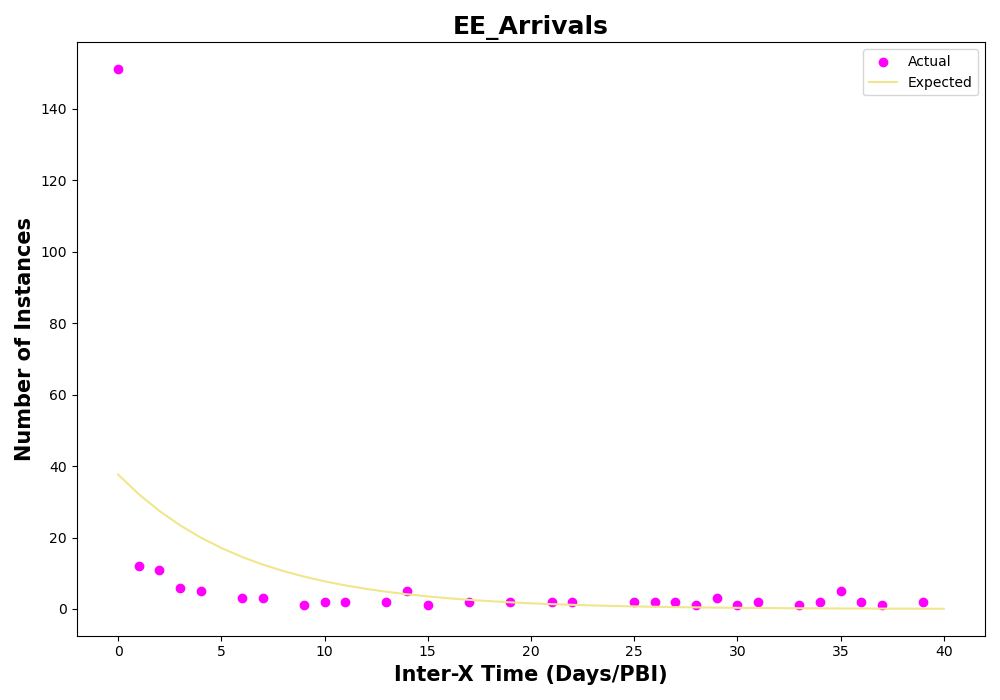 EE_Arrivals
Actual
Expected
Number of Instances
140
120
100
80
60
40
20
0
0 5 10 15 20 25 30 35 40
Inter-X Time (Days/PBI)